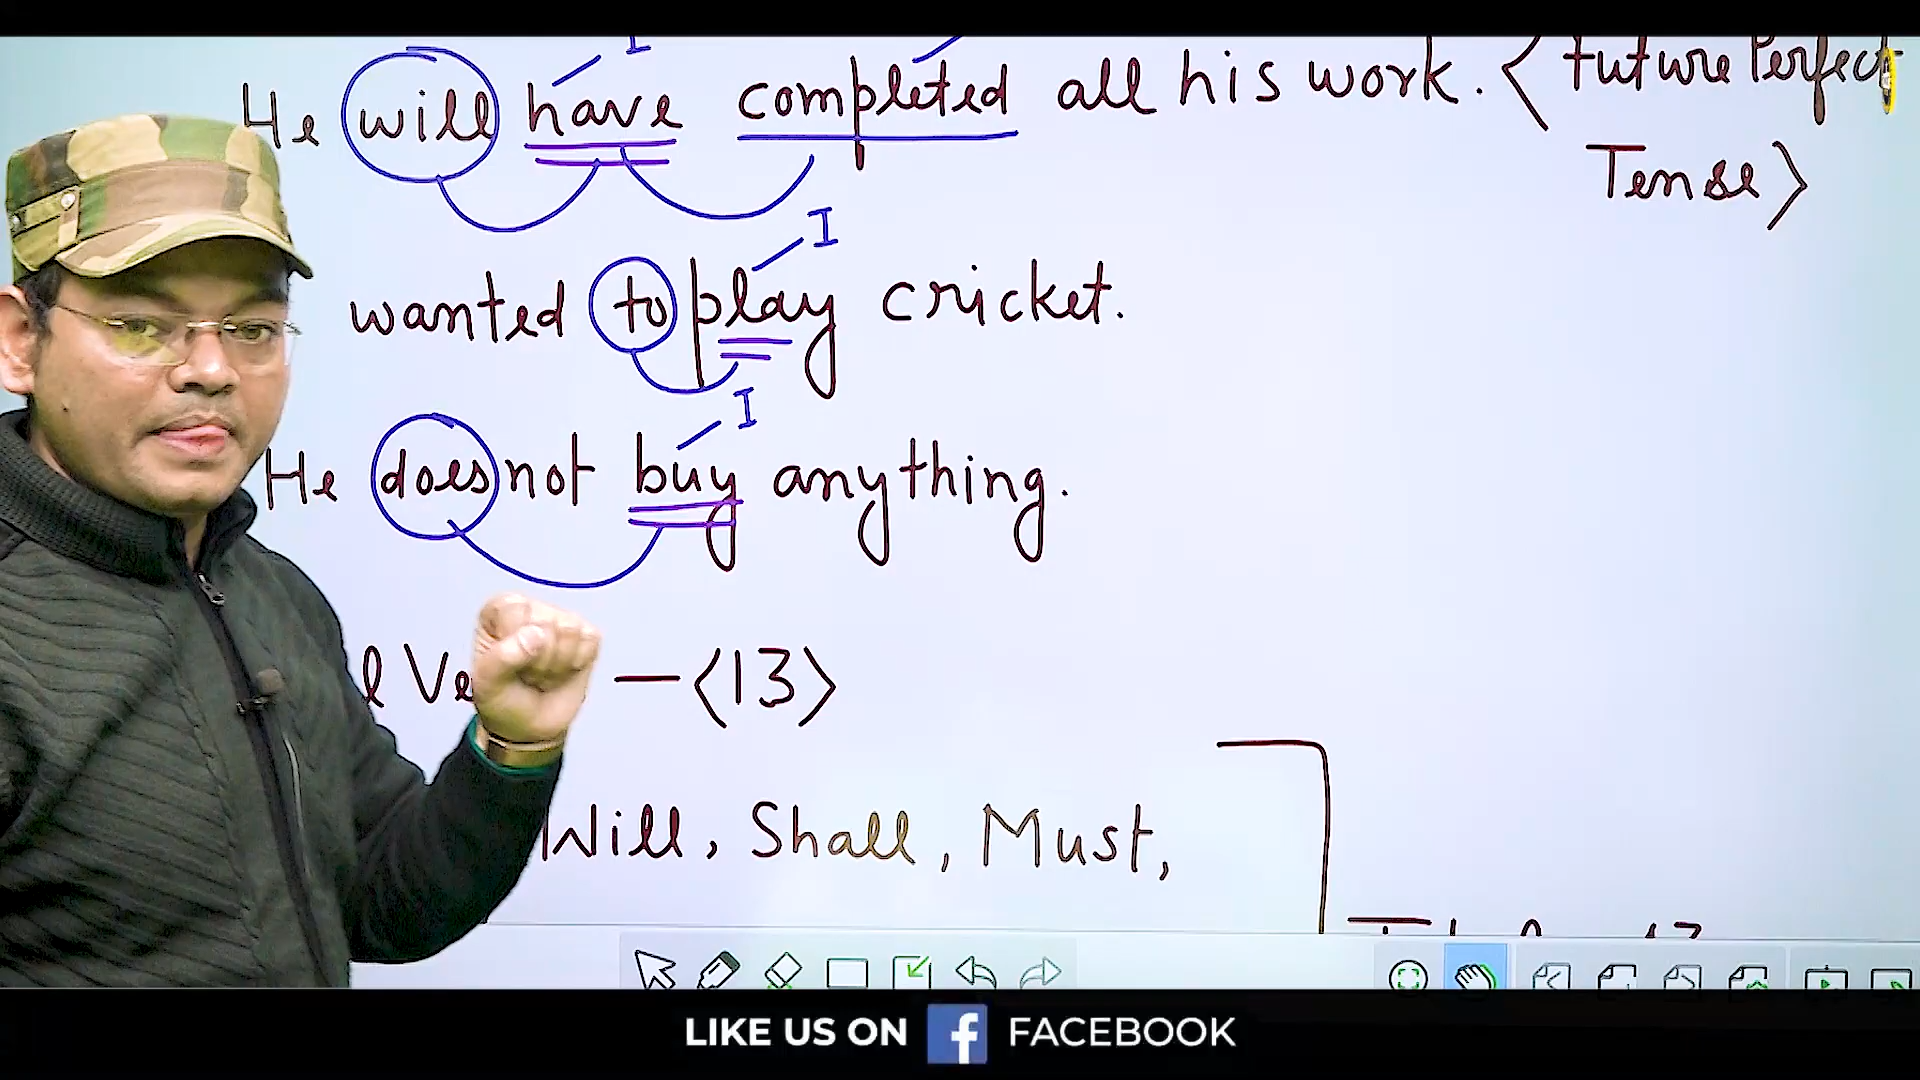 I
He will have completed all his work. < Future Perfect
Tense >
I
wanted to play cricket.
I
He does not buy anything.
l Ve — <13>
Will, Shall, Must,
LIKE US ON f FACEBOOK